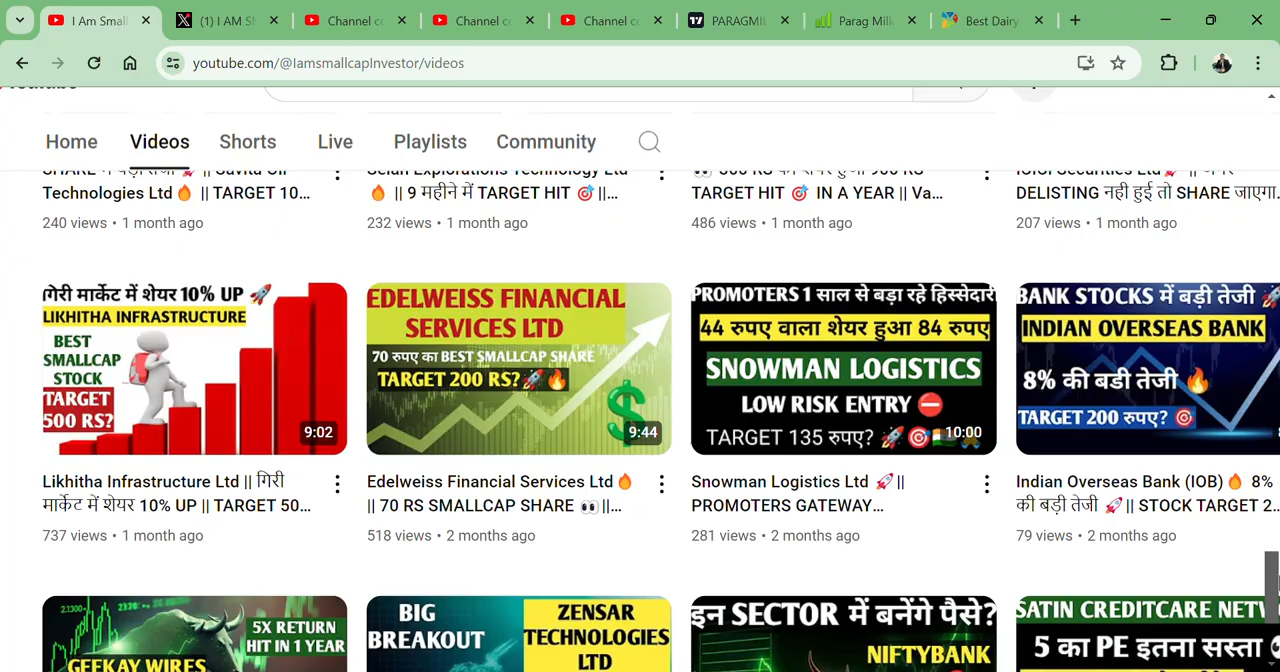 I Am Small
(1) I AM S
Channel c
Channel c
Channel c
PARAGMI
Parag Milk
Best Dairy
youtube.com/@IamsmallcapInvestor/videos
Home
Videos
Shorts
Live
Playlists
Community
Technologies Ltd🔥 || TARGET 10...
240 views • 1 month ago
🔥 || 9 महीने में TARGET HIT 🎯 ||...
232 views • 1 month ago
TARGET HIT 🎯 IN A YEAR || Va...
486 views • 1 month ago
DELISTING नही हुई तो SHARE जाएगा
207 views • 1 month ago
गिरी मार्केट में शेयर 10% UP 🚀
LIKHITHA INFRASTRUCTURE
BEST
SMALLCAP
STOCK
TARGET
500 RS?
9:02
Likhitha Infrastructure Ltd || गिरी
मार्केट में शेयर 10% UP || TARGET 50...
737 views • 1 month ago
EDELWEISS FINANCIAL
SERVICES LTD
70 रुपए का BEST SMALLCAP SHARE
TARGET 200 RS?🚀🔥
9:44
Edelweiss Financial Services Ltd🔥
|| 70 RS SMALLCAP SHARE 👀||...
518 views • 2 months ago
PROMOTERS 1 साल से बड़ा रहे हिस्सेदारी
44 रुपए वाला शेयर हुआ 84 रुपए
SNOWMAN LOGISTICS
LOW RISK ENTRY ⛔
TARGET 135 रुपए? 🚀🎯🇮🇳🙏
10:00
Snowman Logistics Ltd 🚀||
PROMOTERS GATEWAY...
281 views • 2 months ago
BANK STOCKS में बड़ी तेजी 🚀
INDIAN OVERSEAS BANK
8% की बडी तेजी 🔥
TARGET 200 रुपए? 🎯
Indian Overseas Bank (IOB)🔥 8%
की बड़ी तेजी 🚀|| STOCK TARGET 2...
79 views • 2 months ago
5X RETURN
HIT IN 1 YEAR
GEEKAY WIRES
BIG
BREAKOUT
ZENSAR
TECHNOLOGIES
LTD
इन SECTOR में बनेंगे पैसे?
NIFTYBANK
SATIN CREDITCARE NETW
5 का PE इतना सस्ता